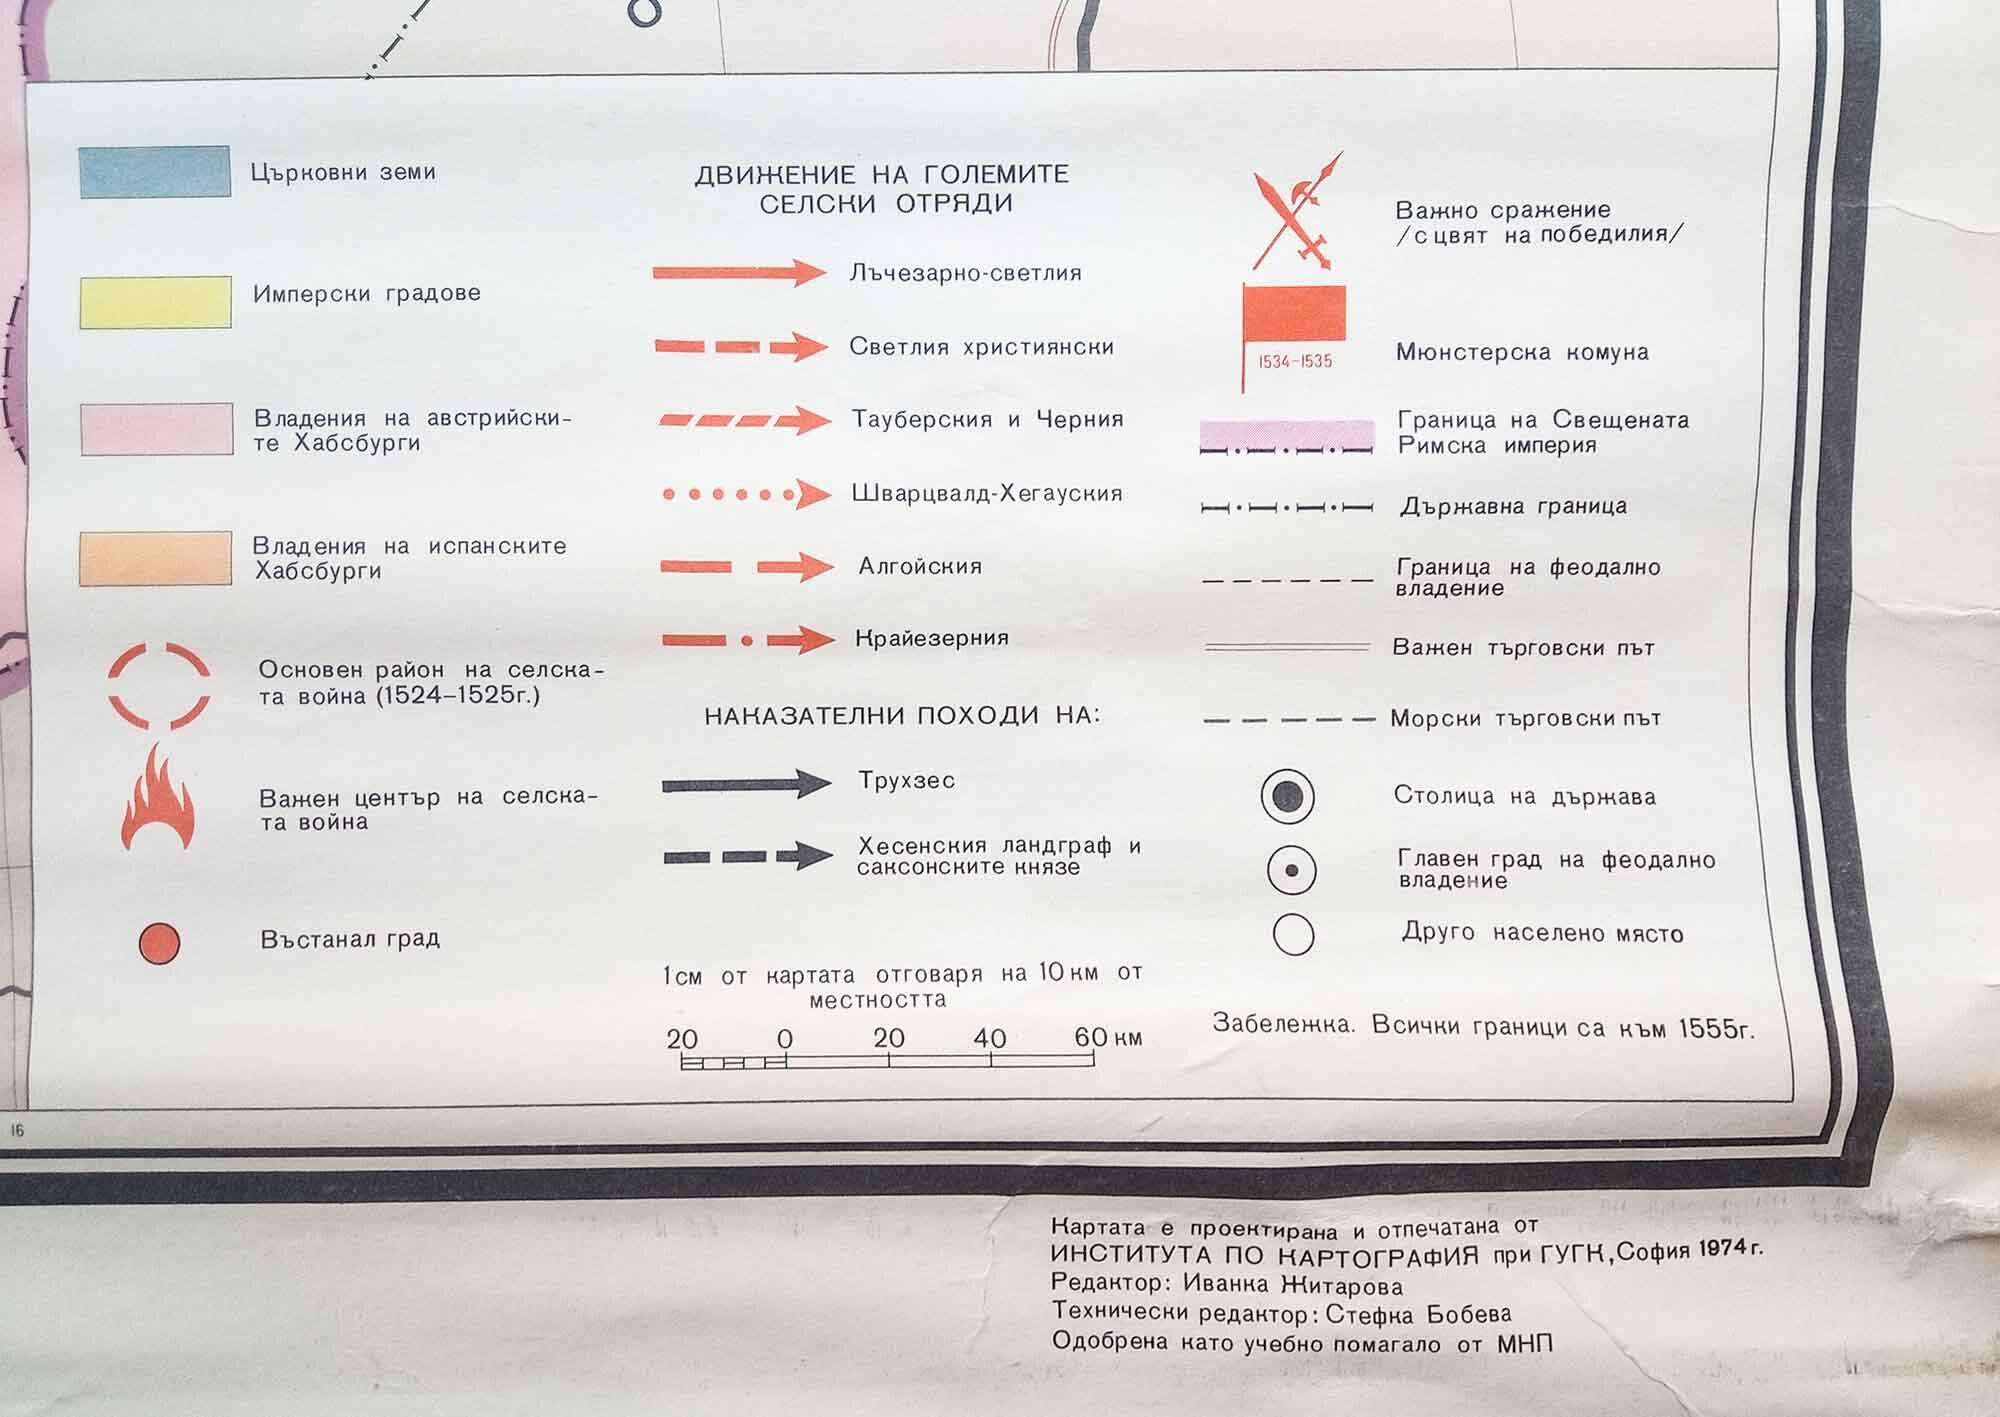 Църковни земи
Имперски градове
Владения на австрийски-
те Хабсбурги
Владения на испанските
Хабсбурги
Основен район на селска-
та война (1524–1525г.)
Важен център на селска-
та война
Въстанал град
ДВИЖЕНИЕ НА ГОЛЕМИТЕ
СЕЛСКИ ОТРЯДИ
Лъчезарно-светлия
Светлия християнски
Тауберския и Черния
Шварцвалд-Хегауския
Алгойския
Крайезерния
НАКАЗАТЕЛНИ ПОХОДИ НА:
Трухзес
Хесенския ландграф и
саксонските князе
1см от картата отговаря на 10 км от
местността
20 0 20 40 60 км
Важно сражение
/с цвят на победилия/
1534–1535
Мюнстерска комуна
Граница на Свещената
Римска империя
Държавна граница
Граница на феодално
владение
Важен търговски път
Морски търговски път
Столица на държава
Главен град на феодално
владение
Друго населено място
Забележка. Всички граници са към 1555г.
16
Картата е проектирана и отпечатана от
ИНСТИТУТА ПО КАРТОГРАФИЯ при ГУГК, София 1974г.
Редактор: Иванка Житарова
Технически редактор: Стефка Бобева
Одобрена като учебно помагало от МНП